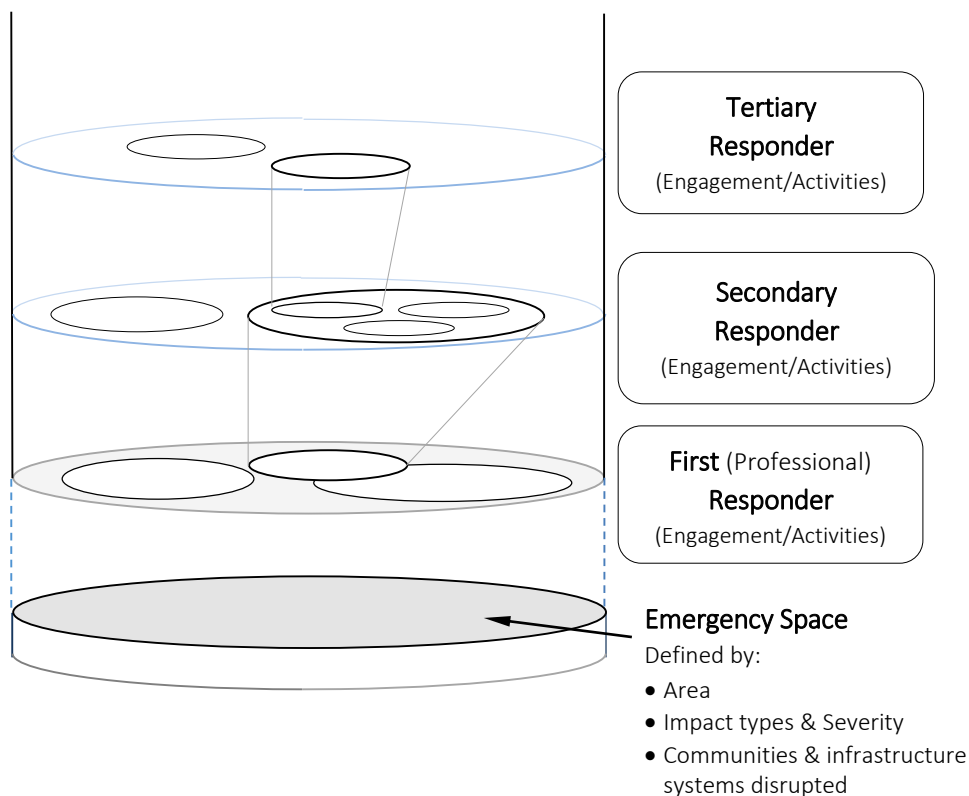 Tertiary
Responder
(Engagement/Activities)
Secondary
Responder
(Engagement/Activities)
First (Professional)
Responder
(Engagement/Activities)
Emergency Space
Defined by:
• Area
• Impact types & Severity
• Communities & infrastructure
systems disrupted